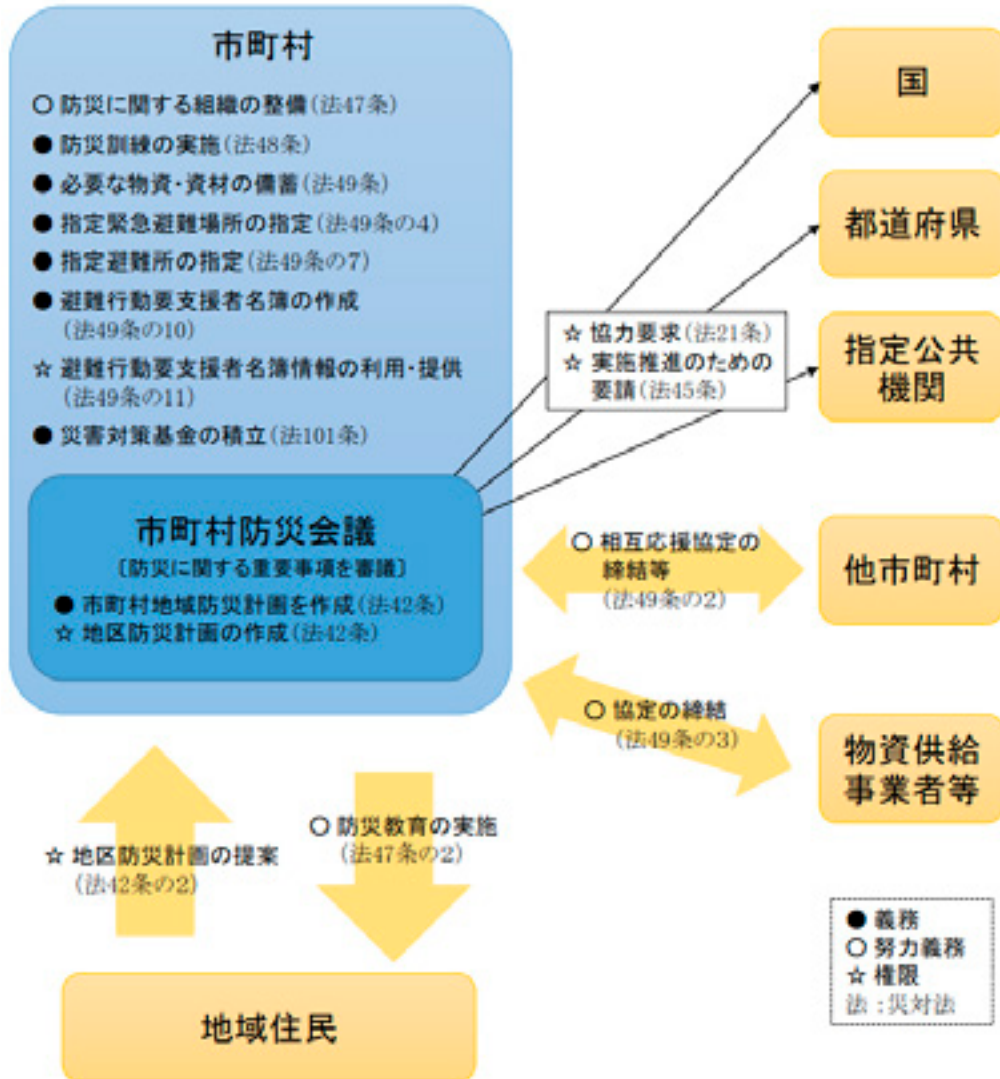 市町村
○ 防災に関する組織の整備(法47条)
● 防災訓練の実施(法48条)
● 必要な物資・資材の備蓄(法49条)
● 指定緊急避難場所の指定(法49条の4)
● 指定避難所の指定(法49条の7)
● 避難行動要支援者名簿の作成
(法49条の10)
☆ 避難行動要支援者名簿情報の利用・提供
(法49条の11)
● 災害対策基金の積立(法101条)
市町村防災会議
〔防災に関する重要事項を審議〕
● 市町村地域防災計画を作成(法42条)
☆ 地区防災計画の作成(法42条)
☆ 協力要求(法21条)
☆ 実施推進のための
要請(法45条)
国
都道府県
指定公共
機関
○ 相互応援協定の
締結等
(法49条の2)
他市町村
○ 協定の締結
(法49条の3)
物資供給
事業者等
☆ 地区防災計画の提案
(法42条の2)
○ 防災教育の実施
(法47条の2)
地域住民
● 義務
○ 努力義務
☆ 権限
法:災対法